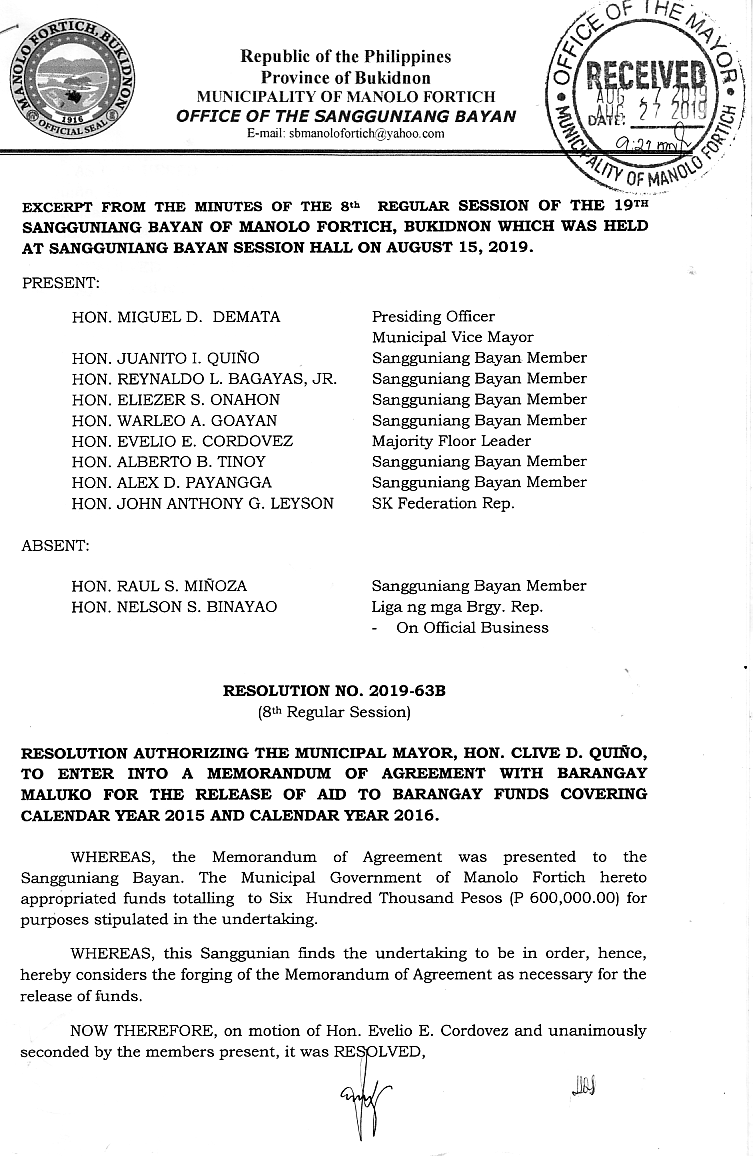 MANOLO FORTICH, BUKIDNON
1916
OFFICIAL SEAL
Republic of the Philippines
Province of Bukidnon
MUNICIPALITY OF MANOLO FORTICH
OFFICE OF THE SANGGUNIANG BAYAN
E-mail: sbmanolofortich@yahoo.com
OFFICE OF THE MAYOR
RECEIVED
AUG 27 2019
DATE:
MUNICIPALITY OF MANOLO FORTICH
EXCERPT FROM THE MINUTES OF THE 8th REGULAR SESSION OF THE 19TH
SANGGUNIANG BAYAN OF MANOLO FORTICH, BUKIDNON WHICH WAS HELD
AT SANGGUNIANG BAYAN SESSION HALL ON AUGUST 15, 2019.
PRESENT:
HON. MIGUEL D. DEMATA Presiding Officer
Municipal Vice Mayor
HON. JUANITO I. QUIÑO Sangguniang Bayan Member
HON. REYNALDO L. BAGAYAS, JR. Sangguniang Bayan Member
HON. ELIEZER S. ONAHON Sangguniang Bayan Member
HON. WARLEO A. GOAYAN Sangguniang Bayan Member
HON. EVELIO E. CORDOVEZ Majority Floor Leader
HON. ALBERTO B. TINOY Sangguniang Bayan Member
HON. ALEX D. PAYANGGA Sangguniang Bayan Member
HON. JOHN ANTHONY G. LEYSON SK Federation Rep.
ABSENT:
HON. RAUL S. MIÑOZA Sangguniang Bayan Member
HON. NELSON S. BINAYAO Liga ng mga Brgy. Rep.
- On Official Business
RESOLUTION NO. 2019-63B
(8th Regular Session)
RESOLUTION AUTHORIZING THE MUNICIPAL MAYOR, HON. CLIVE D. QUIÑO,
TO ENTER INTO A MEMORANDUM OF AGREEMENT WITH BARANGAY
MALUKO FOR THE RELEASE OF AID TO BARANGAY FUNDS COVERING
CALENDAR YEAR 2015 AND CALENDAR YEAR 2016.
WHEREAS, the Memorandum of Agreement was presented to the
Sangguniang Bayan. The Municipal Government of Manolo Fortich hereto
appropriated funds totalling to Six Hundred Thousand Pesos (P 600,000.00) for
purposes stipulated in the undertaking.
WHEREAS, this Sanggunian finds the undertaking to be in order, hence,
hereby considers the forging of the Memorandum of Agreement as necessary for the
release of funds.
NOW THEREFORE, on motion of Hon. Evelio E. Cordovez and unanimously
seconded by the members present, it was RESOLVED,